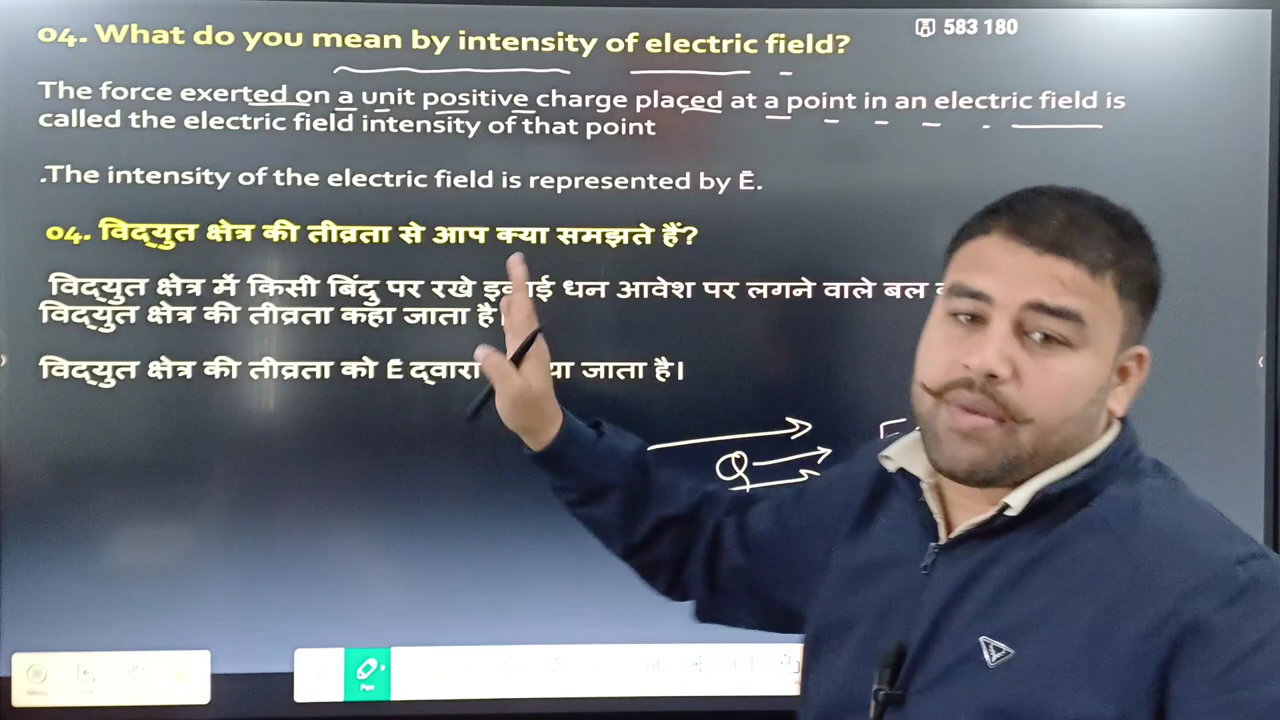 04. What do you mean by intensity of electric field?
583 180
The force exerted on a unit positive charge placed at a point in an electric field is
called the electric field intensity of that point
.The intensity of the electric field is represented by Ē.
04. विद्युत क्षेत्र की तीव्रता से आप क्या समझते हैं?
विद्युत क्षेत्र में किसी बिंदु पर रखे इकाई धन आवेश पर लगने वाले बल
विद्युत क्षेत्र की तीव्रता कहा जाता है
विद्युत क्षेत्र की तीव्रता को Ē द्वारा जाता है।
Pen